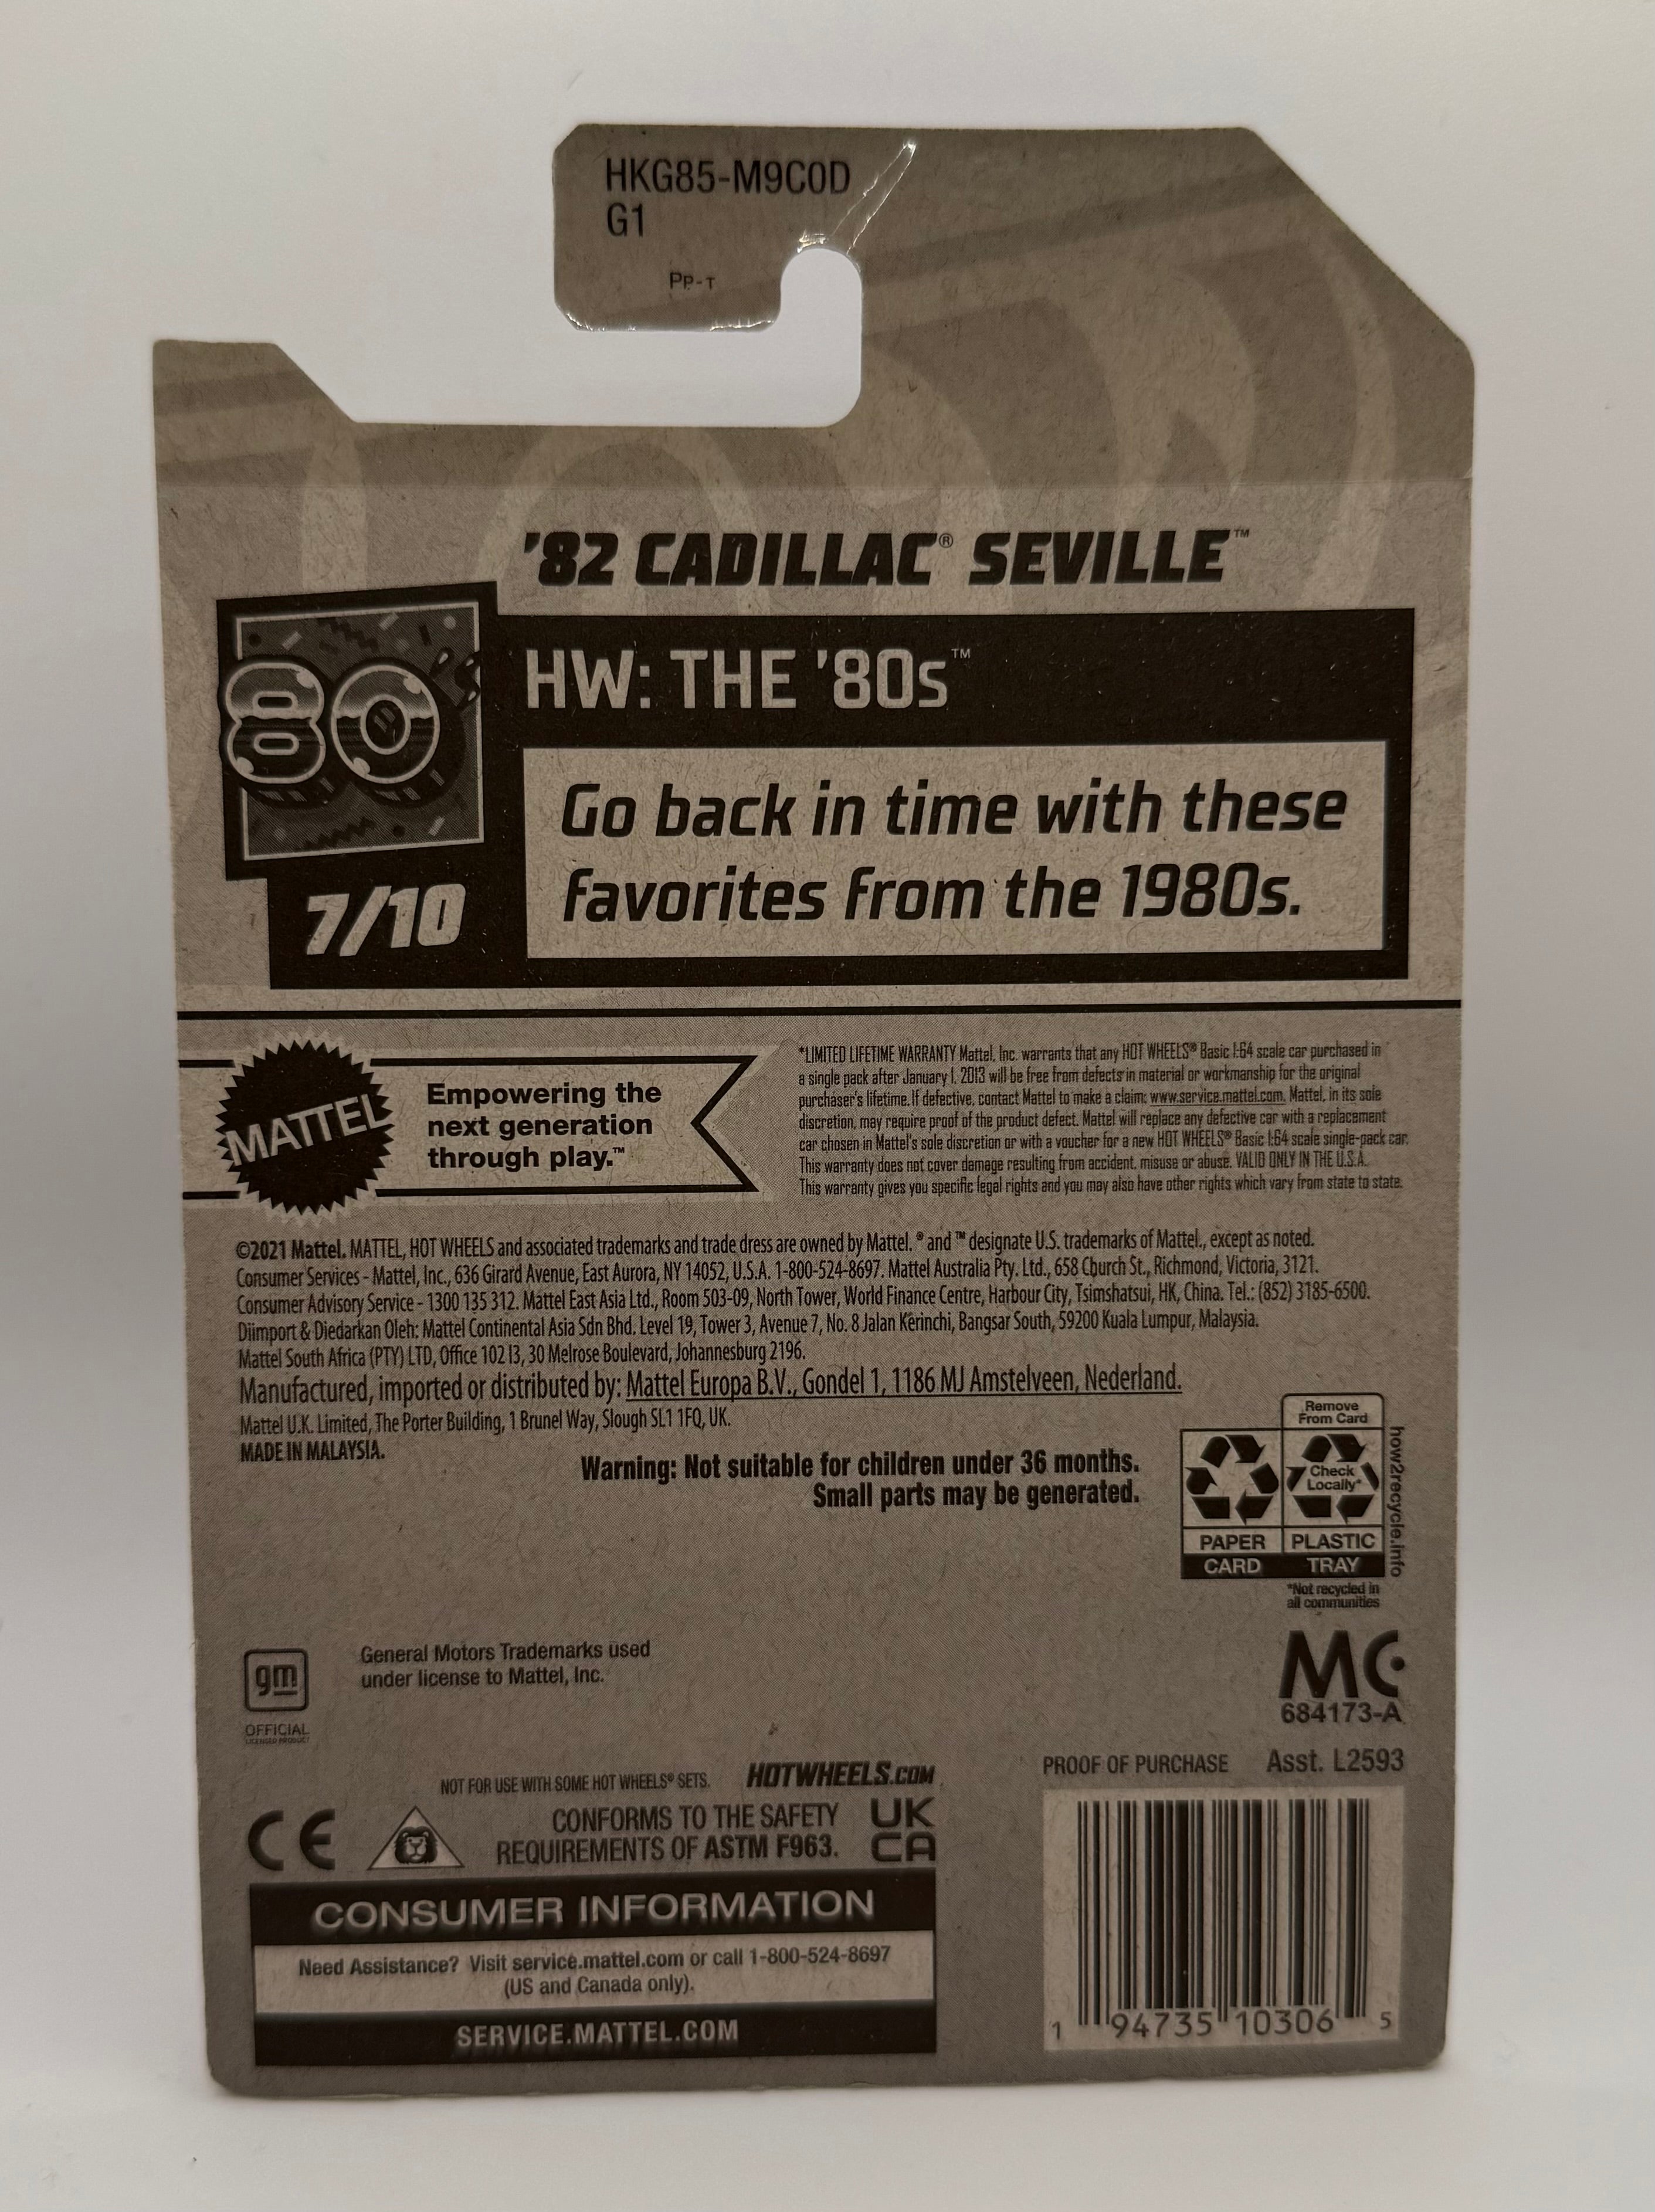 HKG85-M9C0D
G1
PP-T
'82 CADILLAC® SEVILLE™
80
HW: THE '80s™
Go back in time with these
favorites from the 1980s.
7/10
MATTEL
Empowering the
next generation
through play.™
*LIMITED LIFETIME WARRANTY Mattel, Inc. warrants that any HOT WHEELS® Basic 1:64 scale car purchased in
a single pack after January 1, 2013 will be free from defects in material or workmanship for the original
purchaser's lifetime. If defective, contact Mattel to make a claim: www.service.mattel.com. Mattel, in its sole
discretion, may require proof of the product defect. Mattel will replace any defective car with a replacement
car chosen in Mattel's sole discretion or with a voucher for a new HOT WHEELS® Basic 1:64 scale single-pack car.
This warranty does not cover damage resulting from accident, misuse or abuse. VALID ONLY IN THE U.S.A.
This warranty gives you specific legal rights and you may also have other rights which vary from state to state.
©2021 Mattel. MATTEL, HOT WHEELS and associated trademarks and trade dress are owned by Mattel. ® and ™ designate U.S. trademarks of Mattel., except as noted.
Consumer Services - Mattel, Inc., 636 Girard Avenue, East Aurora, NY 14052, U.S.A. 1-800-524-8697. Mattel Australia Pty. Ltd., 658 Church St., Richmond, Victoria, 3121.
Consumer Advisory Service - 1300 135 312. Mattel East Asia Ltd., Room 503-09, North Tower, World Finance Centre, Harbour City, Tsimshatsui, HK, China. Tel.: (852) 3185-6500.
Diimport & Diedarkan Oleh: Mattel Continental Asia Sdn Bhd. Level 19, Tower 3, Avenue 7, No. 8 Jalan Kerinchi, Bangsar South, 59200 Kuala Lumpur, Malaysia.
Mattel South Africa (PTY) LTD, Office 102 I3, 30 Melrose Boulevard, Johannesburg 2196.
Manufactured, imported or distributed by: Mattel Europa B.V., Gondel 1, 1186 MJ Amstelveen, Nederland.
Mattel U.K. Limited, The Porter Building, 1 Brunel Way, Slough SL1 1FQ, UK.
MADE IN MALAYSIA.
Warning: Not suitable for children under 36 months.
Small parts may be generated.
Remove
From Card
Check
Locally*
PAPER PLASTIC
CARD TRAY
how2recycle.info
*Not recycled in
all communities
gm
OFFICIAL
LICENSED PRODUCT
General Motors Trademarks used
under license to Mattel, Inc.
MC
684173-A
PROOF OF PURCHASE Asst. L2593
NOT FOR USE WITH SOME HOT WHEELS® SETS. HOTWHEELS.COM
CE
CONFORMS TO THE SAFETY
REQUIREMENTS OF ASTM F963.
UK
CA
CONSUMER INFORMATION
Need Assistance? Visit service.mattel.com or call 1-800-524-8697
(US and Canada only).
SERVICE.MATTEL.COM
1 94735 10306 5